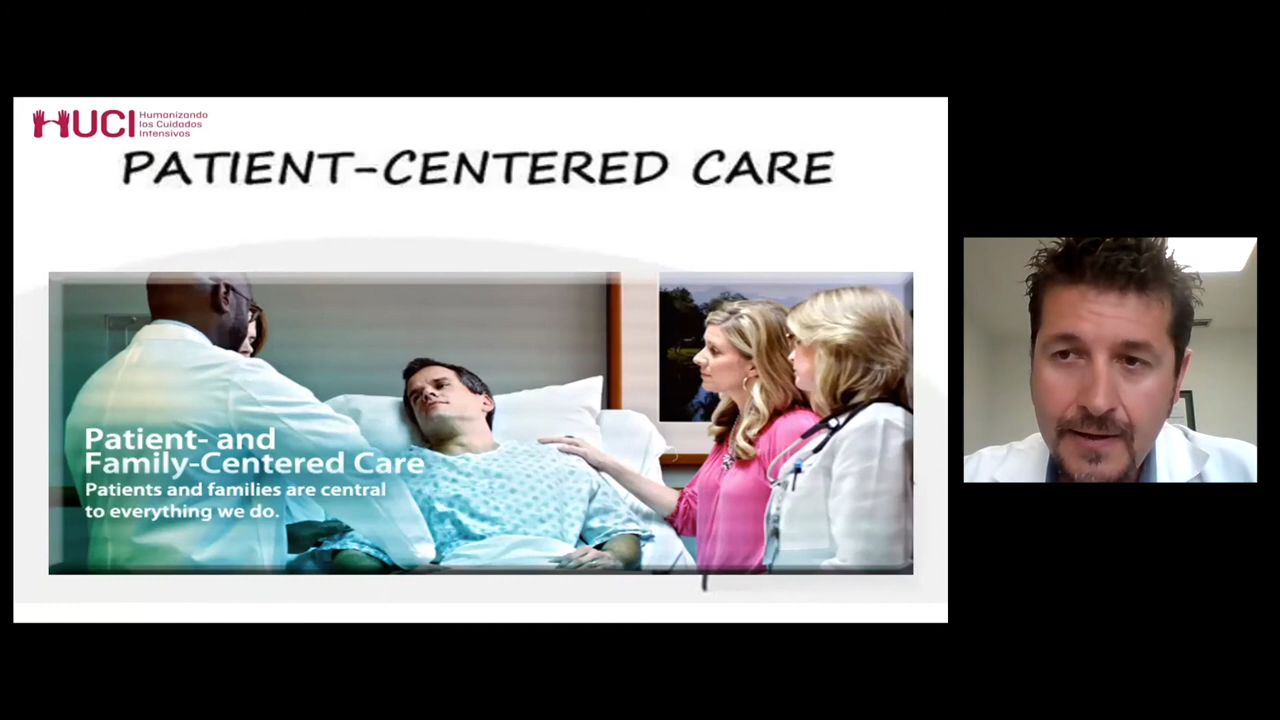 HUCI
Humanizando
los Cuidados
Intensivos
PATIENT-CENTERED CARE
Patient- and
Family-Centered Care
Patients and families are central
to everything we do.